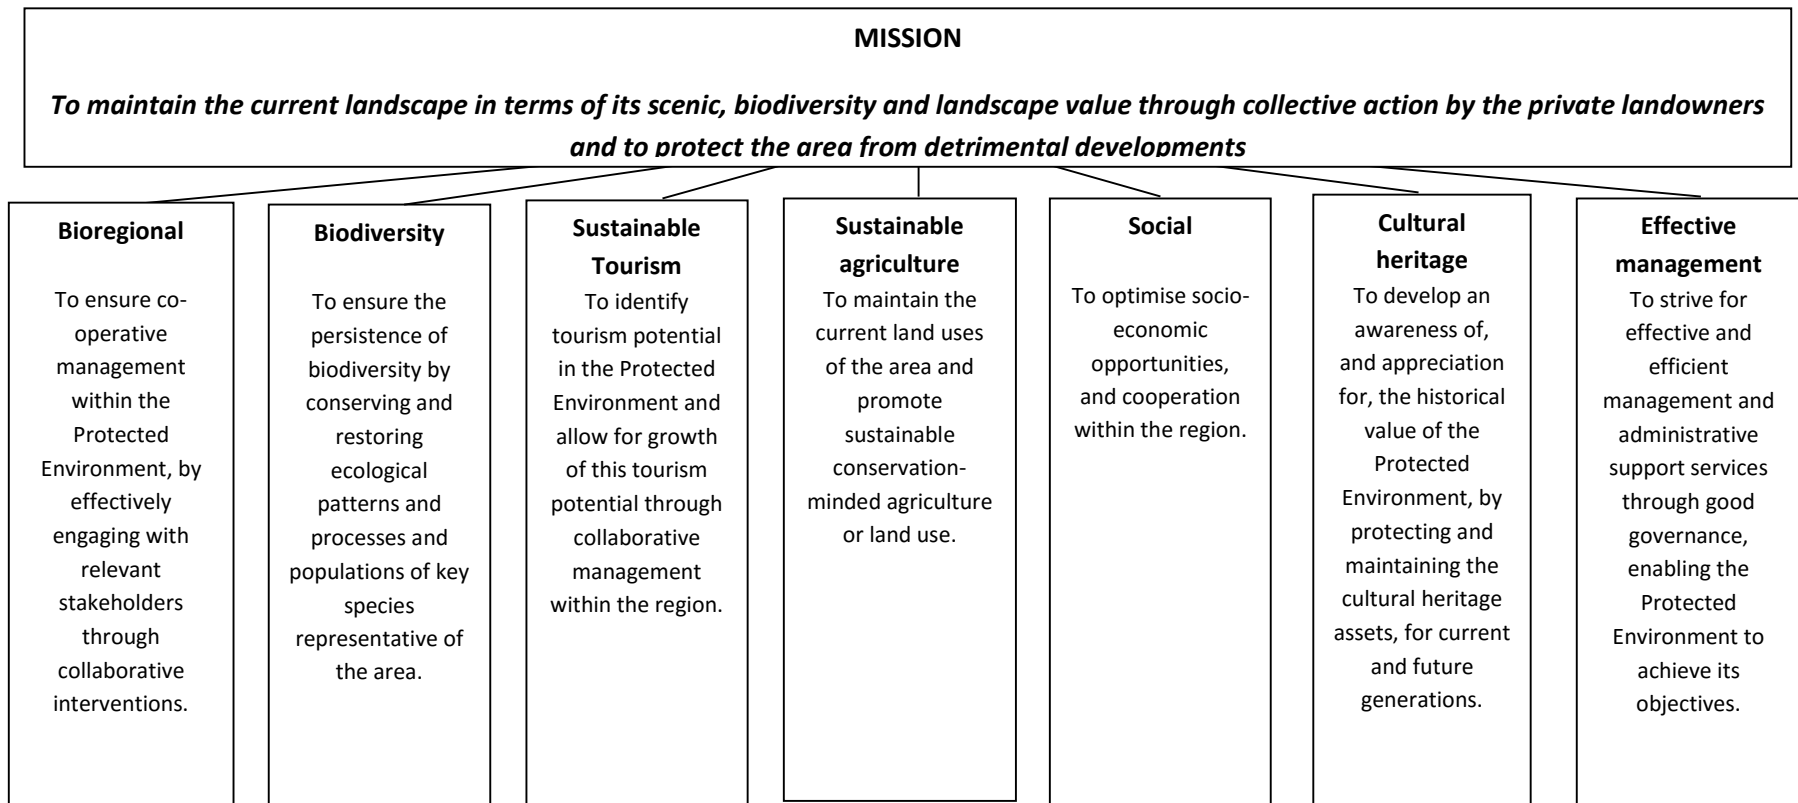 MISSION
To maintain the current landscape in terms of its scenic, biodiversity and landscape value through collective action by the private landowners
and to protect the area from detrimental developments
Bioregional
To ensure co-
operative
management
within the
Protected
Environment, by
effectively
engaging with
relevant
stakeholders
through
collaborative
interventions.
Biodiversity
To ensure the
persistence of
biodiversity by
conserving and
restoring
ecological
patterns and
processes and
populations of key
species
representative of
the area.
Sustainable
Tourism
To identify
tourism potential
in the Protected
Environment and
allow for growth
of this tourism
potential through
collaborative
management
within the region.
Sustainable
agriculture
To maintain the
current land uses
of the area and
promote
sustainable
conservation-
minded agriculture
or land use.
Social
To optimise socio-
economic
opportunities,
and cooperation
within the region.
Cultural
heritage
To develop an
awareness of,
and appreciation
for, the historical
value of the
Protected
Environment, by
protecting and
maintaining the
cultural heritage
assets, for current
and future
generations.
Effective
management
To strive for
effective and
efficient
management and
administrative
support services
through good
governance,
enabling the
Protected
Environment to
achieve its
objectives.